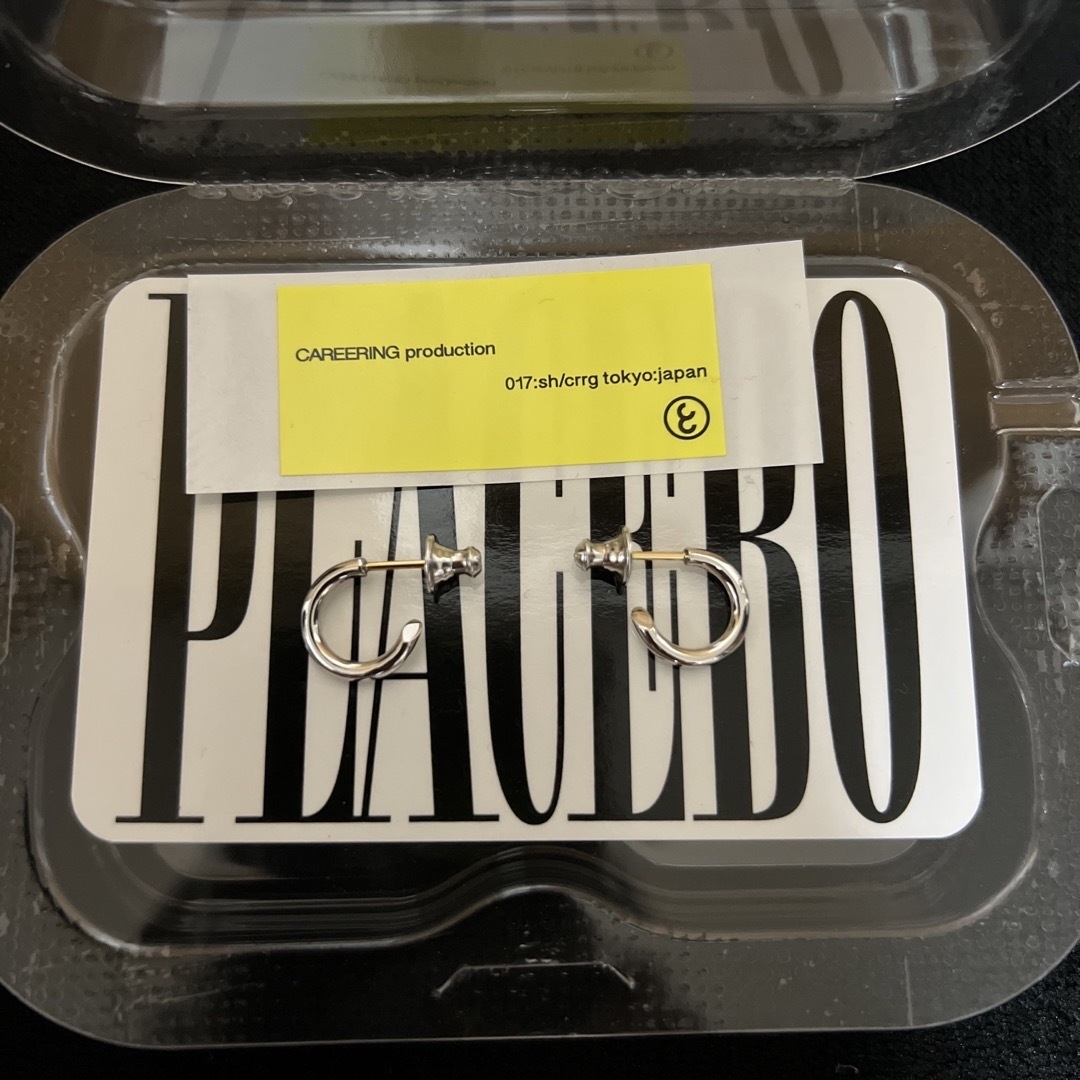 CAREERING production
017:sh/crrg tokyo:japan
PLACEBO